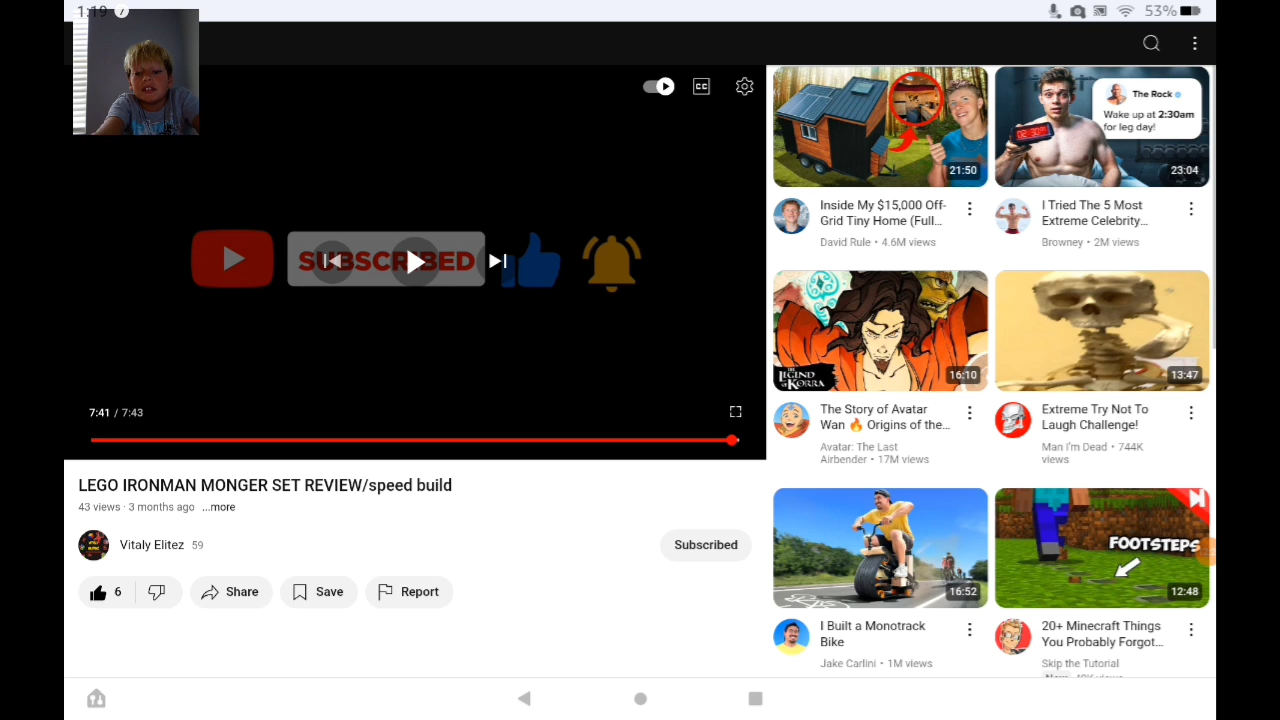 1:19
53%
CC
SUBSCRIBED
7:41 / 7:43
LEGO IRONMAN MONGER SET REVIEW/speed build
43 views · 3 months ago ...more
Vitaly Elitez 59
Subscribed
6
Share
Save
Report
21:50
Inside My $15,000 Off-
Grid Tiny Home (Full...
David Rule • 4.6M views
The Rock
Wake up at 2:30am
for leg day!
02:30
23:04
I Tried The 5 Most
Extreme Celebrity...
Browney • 2M views
THE
LEGEND
OF KORRA
16:10
The Story of Avatar
Wan 🔥 Origins of the...
Avatar: The Last
Airbender • 17M views
13:47
Extreme Try Not To
Laugh Challenge!
Man I'm Dead • 744K
views
16:52
I Built a Monotrack
Bike
Jake Carlini • 1M views
FOOTSTEPS
12:48
20+ Minecraft Things
You Probably Forgot...
Skip the Tutorial